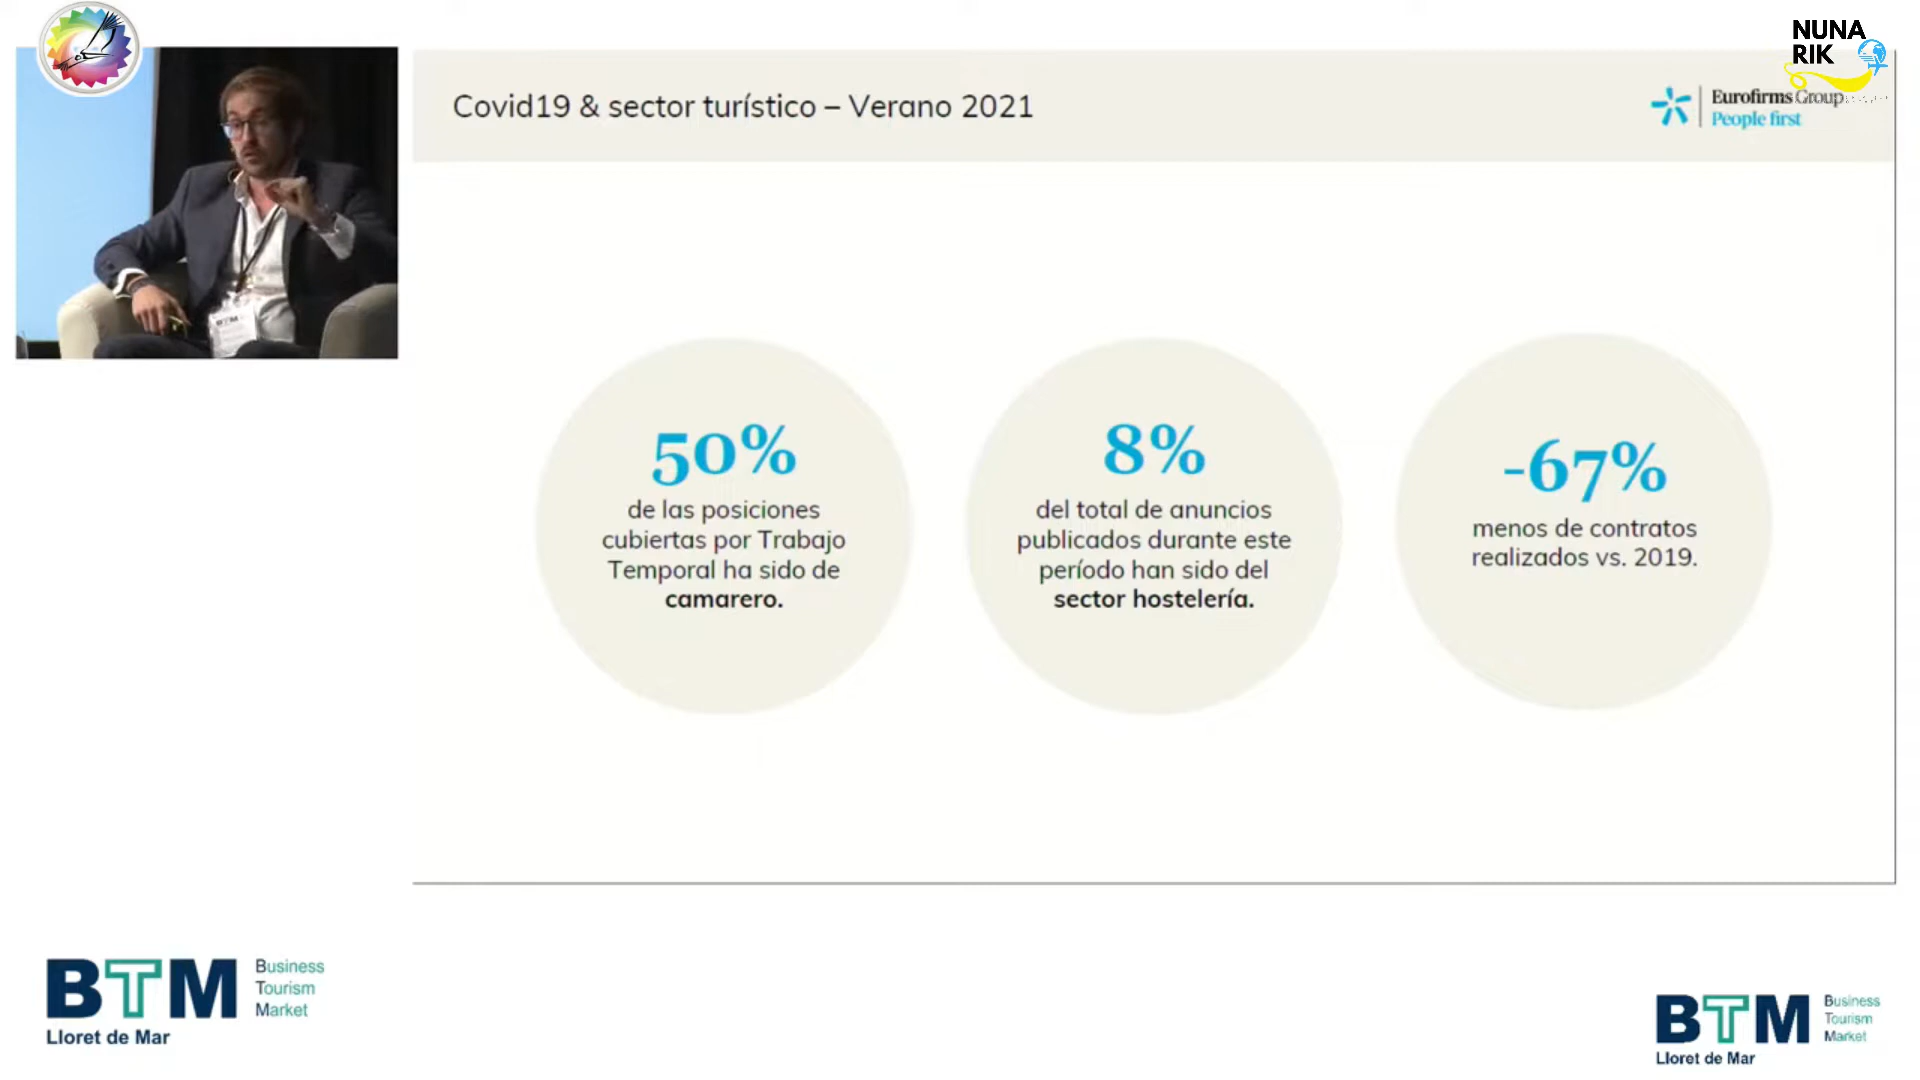 NUNA
RIK
Covid19 & sector turístico – Verano 2021
Eurofirms Group
People first
BTM
50%
de las posiciones
cubiertas por Trabajo
Temporal ha sido de
camarero.
8%
del total de anuncios
publicados durante este
período han sido del
sector hostelería.
-67%
menos de contratos
realizados vs. 2019.
BTM
Business
Tourism
Market
Lloret de Mar
BTM
Business
Tourism
Market
Lloret de Mar